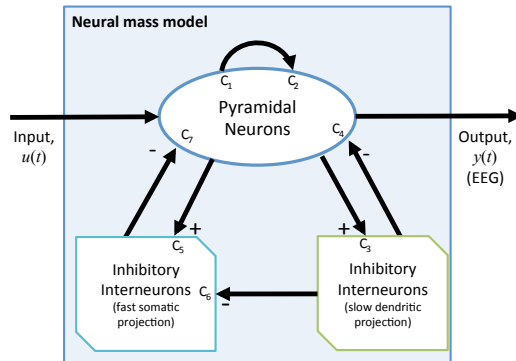 Neural mass model
C1
C2
Pyramidal
Neurons
C7
C4
Input,
u(t)
Output,
y(t)
(EEG)
-
-
+
+
C5
C3
Inhibitory
Interneurons
(fast somatic
projection)
C6
-
Inhibitory
Interneurons
(slow dendritic
projection)